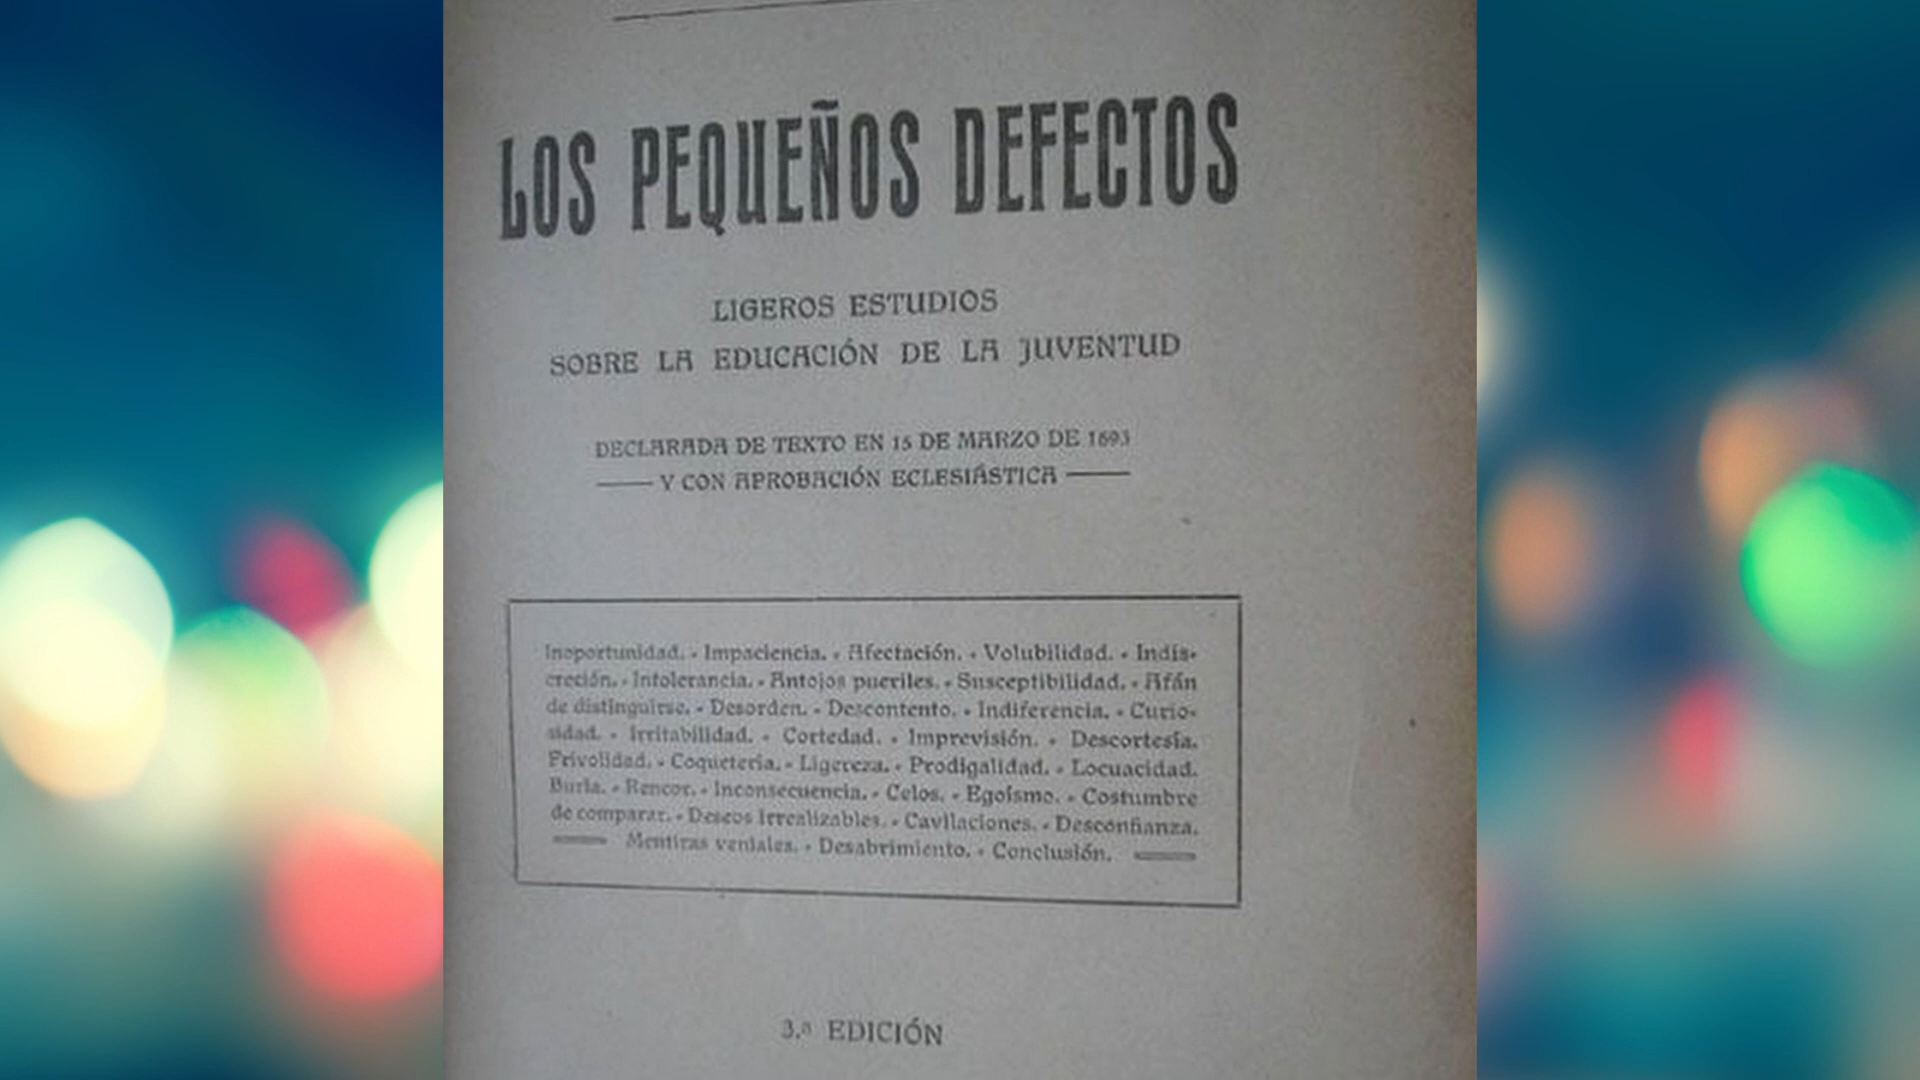 LOS PEQUEÑOS DEFECTOS
LIGEROS ESTUDIOS
SOBRE LA EDUCACIÓN DE LA JUVENTUD
DECLARADA DE TEXTO EN 15 DE MARZO DE 1893
Y CON APROBACIÓN ECLESIÁSTICA
Inoportunidad. - Impaciencia. - Afectación. - Volubilidad. - Indis-
creción. - Intolerancia. - Antojos pueriles. - Susceptibilidad. - Afán
de distinguirse. - Desorden. - Descontento. - Indiferencia. - Curio-
sidad. - Irritabilidad. - Cortedad. - Imprevisión. - Descortesía.
Frivolidad. - Coquetería. - Ligereza. - Prodigalidad. - Locuacidad.
Burla. - Rencor. - Inconsecuencia. - Celos. - Egoísmo. - Costumbre
de comparar. - Deseos irrealizables. - Cavilaciones. - Desconfianza.
Mentiras veniales. - Desabrimiento. - Conclusión.
3.ª EDICIÓN